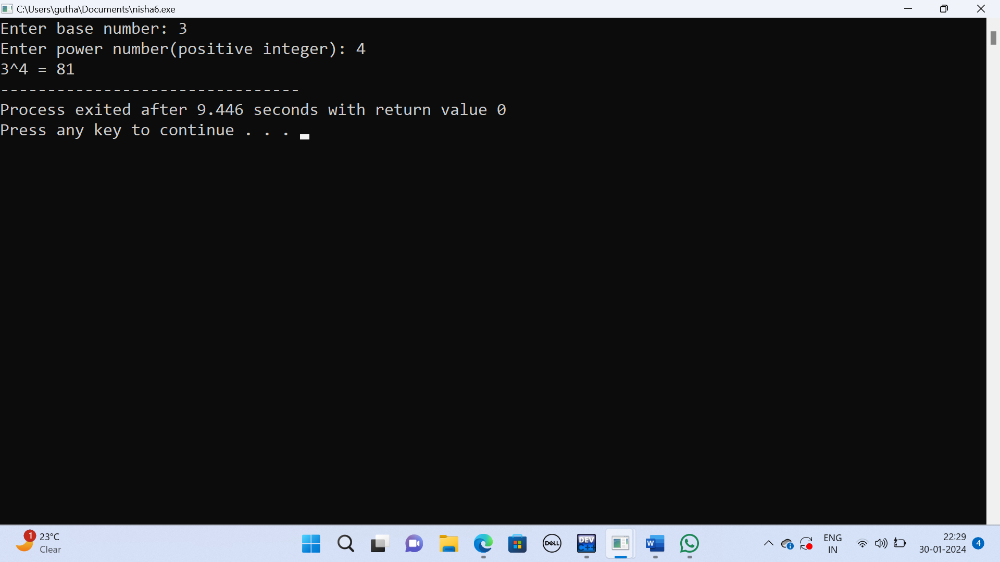 C:\Users\gutha\Documents\nisha6.exe
Enter base number: 3
Enter power number(positive integer): 4
3^4 = 81
--------------------------------
Process exited after 9.446 seconds with return value 0
Press any key to continue . . .
1
23°C
Clear
DELL
DEV
C++
W
ENG
IN
22:29
30-01-2024
4